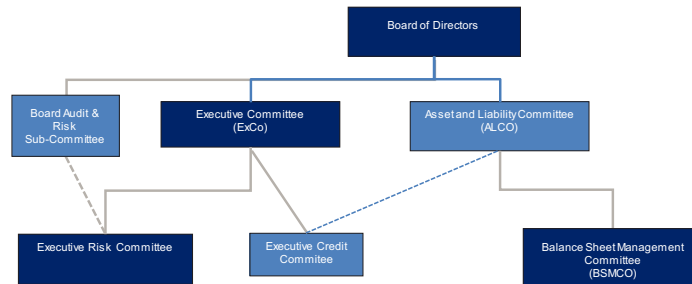 Board of Directors
Board Audit &
Risk
Sub-Committee
Executive Committee
(ExCo)
Asset and Liability Committee
(ALCO)
Executive Risk Committee
Executive Credit
Commitee
Balance Sheet Management
Committee
(BSMCO)